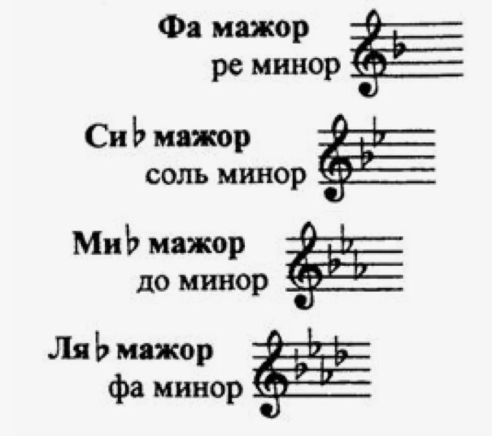 Фа мажор
ре минор
Си♭ мажор
соль минор
Ми♭ мажор
до минор
Ля♭ мажор
фа минор